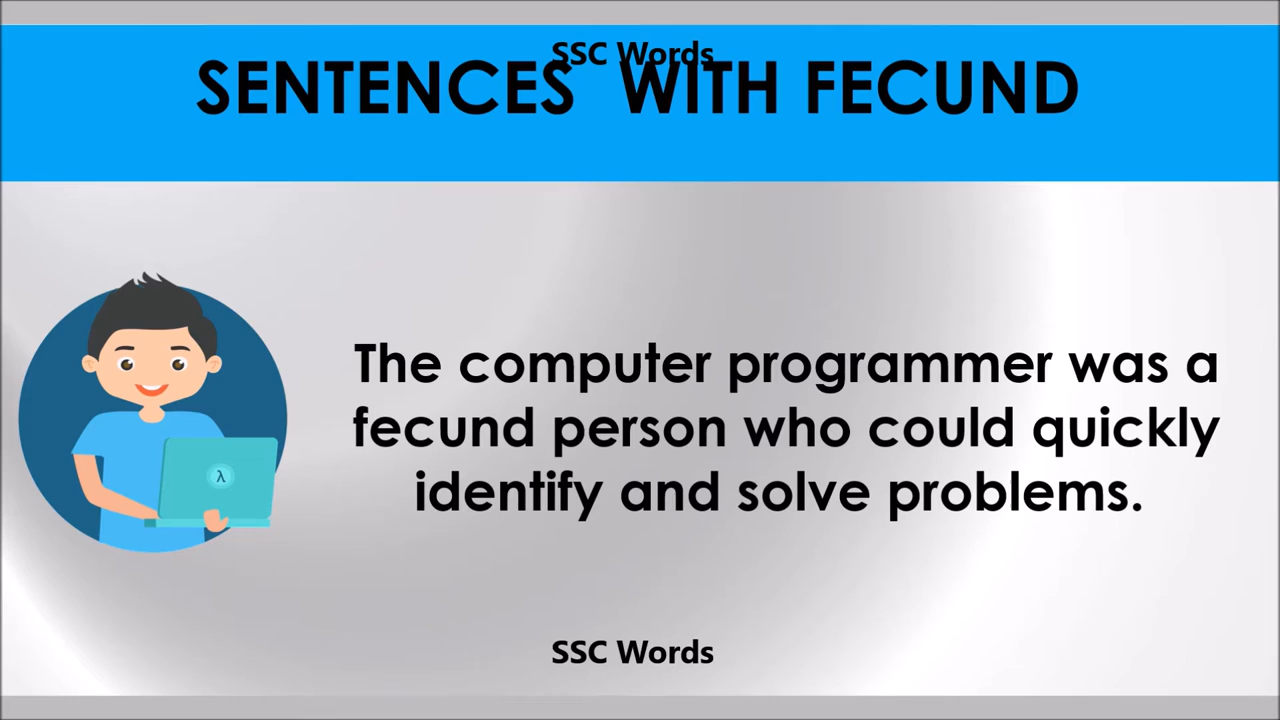 SSC Words
SENTENCES WITH FECUND
The computer programmer was a
fecund person who could quickly
identify and solve problems.
λ
SSC Words